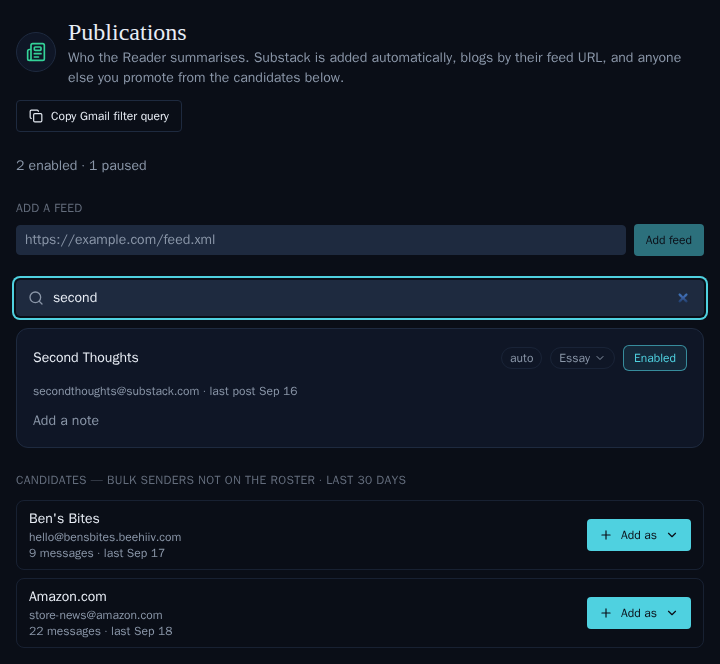 Publications
Who the Reader summarises. Substack is added automatically, blogs by their feed URL, and anyone
else you promote from the candidates below.
Copy Gmail filter query
2 enabled · 1 paused
ADD A FEED
https://example.com/feed.xml
Add feed
second
Second Thoughts
auto
Essay
Enabled
secondthoughts@substack.com · last post Sep 16
Add a note
CANDIDATES — BULK SENDERS NOT ON THE ROSTER · LAST 30 DAYS
Ben's Bites
hello@bensbites.beehiiv.com
9 messages · last Sep 17
Add as
Amazon.com
store-news@amazon.com
22 messages · last Sep 18
Add as